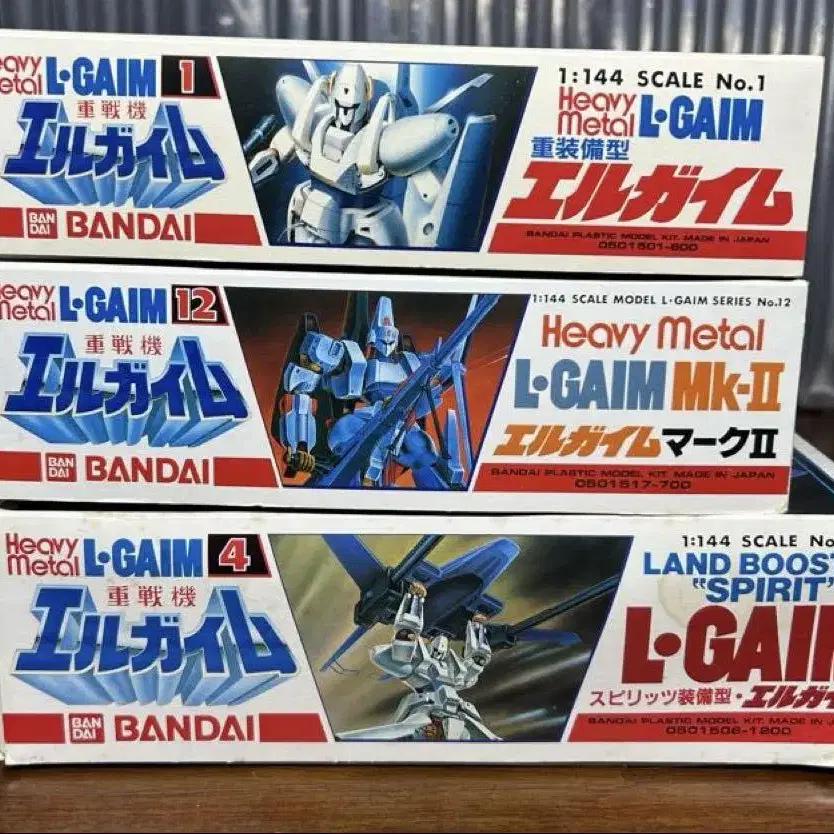 Heavy Metal L·GAIM 1
重戦機
エルガイム
BAN DAI BANDAI
1:144 SCALE No.1
Heavy Metal L·GAIM
重装備型
エルガイム
BANDAI PLASTIC MODEL KIT. MADE IN JAPAN
0501501-600
Heavy Metal L·GAIM 12
重戦機
エルガイム
BAN DAI BANDAI
1:144 SCALE MODEL L-GAIM SERIES No.12
Heavy Metal
L·GAIM Mk-II
エルガイムマークII
BANDAI PLASTIC MODEL KIT. MADE IN JAPAN
0501517-700
Heavy Metal L·GAIM 4
重戦機
エルガイム
BAN DAI BANDAI
1:144 SCALE No
LAND BOOST
"SPIRIT"
L·GAIM
スピリッツ装備型・エルガイ
BANDAI PLASTIC MODEL KIT. MADE IN J
0501506-1200